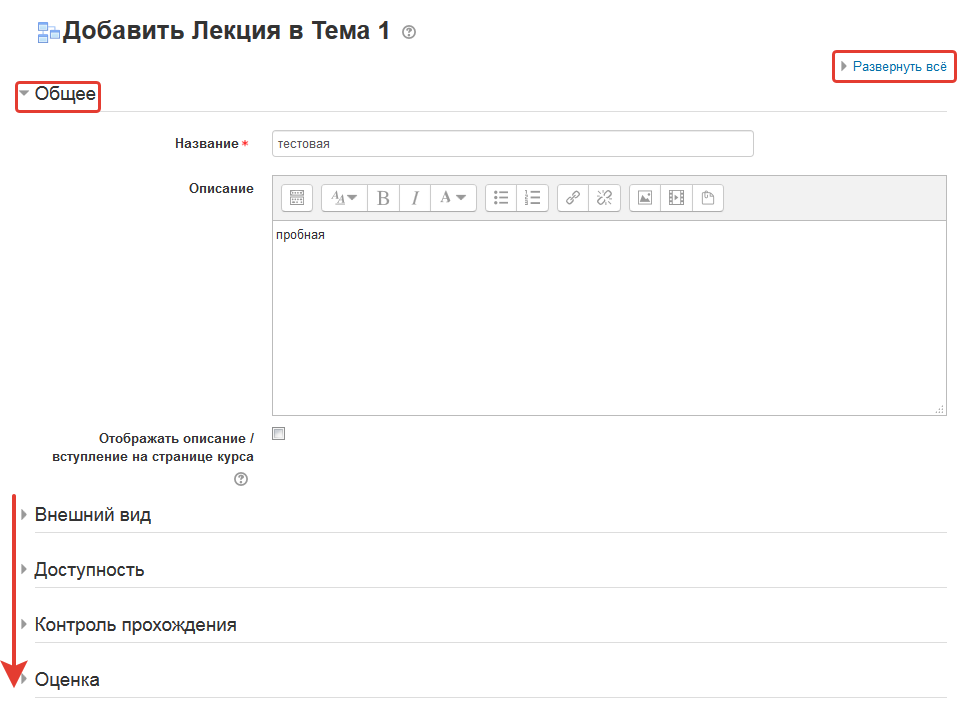 Добавить Лекция в Тема 1
Развернуть всё
Общее
Название *
тестовая
Описание
пробная
Отображать описание /
вступление на странице курса
Внешний вид
Доступность
Контроль прохождения
Оценка